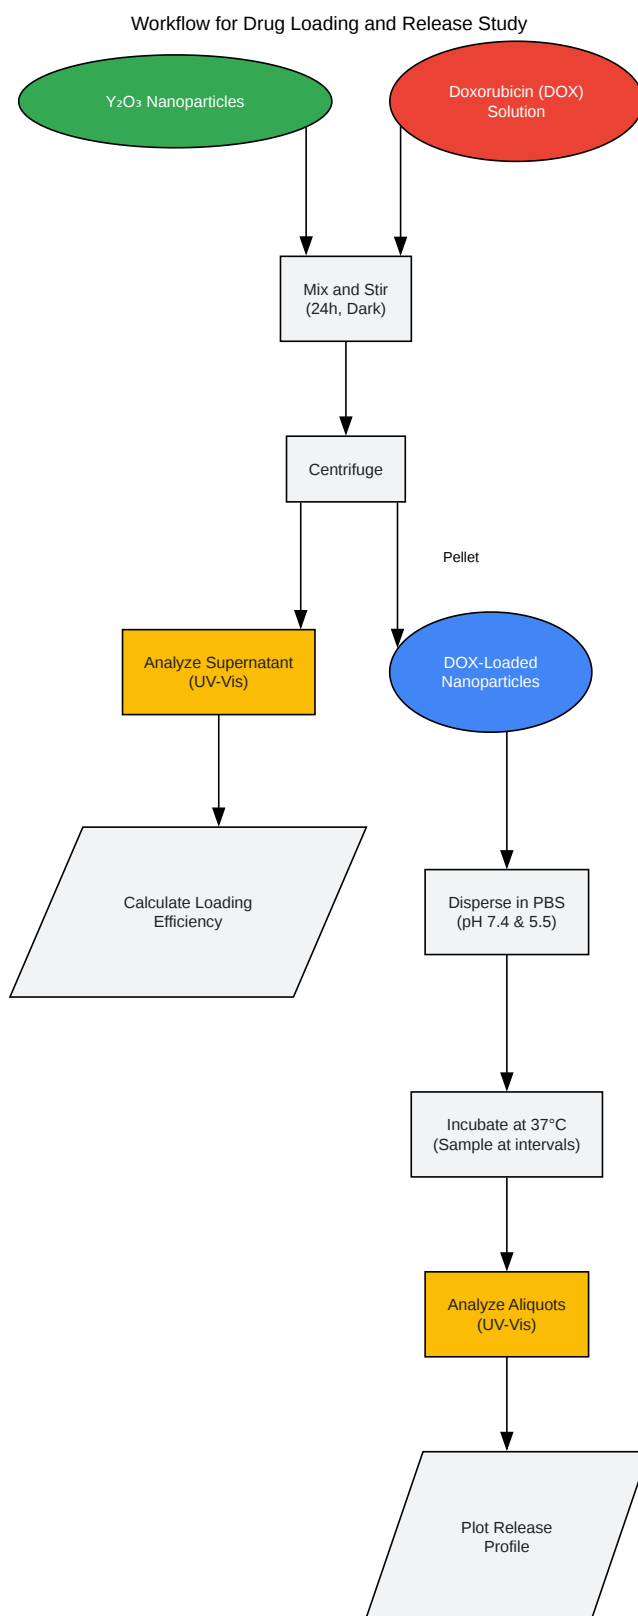 Workflow for Drug Loading and Release Study
Y₂O₃ Nanoparticles
Doxorubicin (DOX)
Solution
Mix and Stir
(24h, Dark)
Centrifuge
Pellet
Analyze Supernatant
(UV-Vis)
DOX-Loaded
Nanoparticles
Calculate Loading
Efficiency
Disperse in PBS
(pH 7.4 & 5.5)
Incubate at 37°C
(Sample at intervals)
Analyze Aliquots
(UV-Vis)
Plot Release
Profile